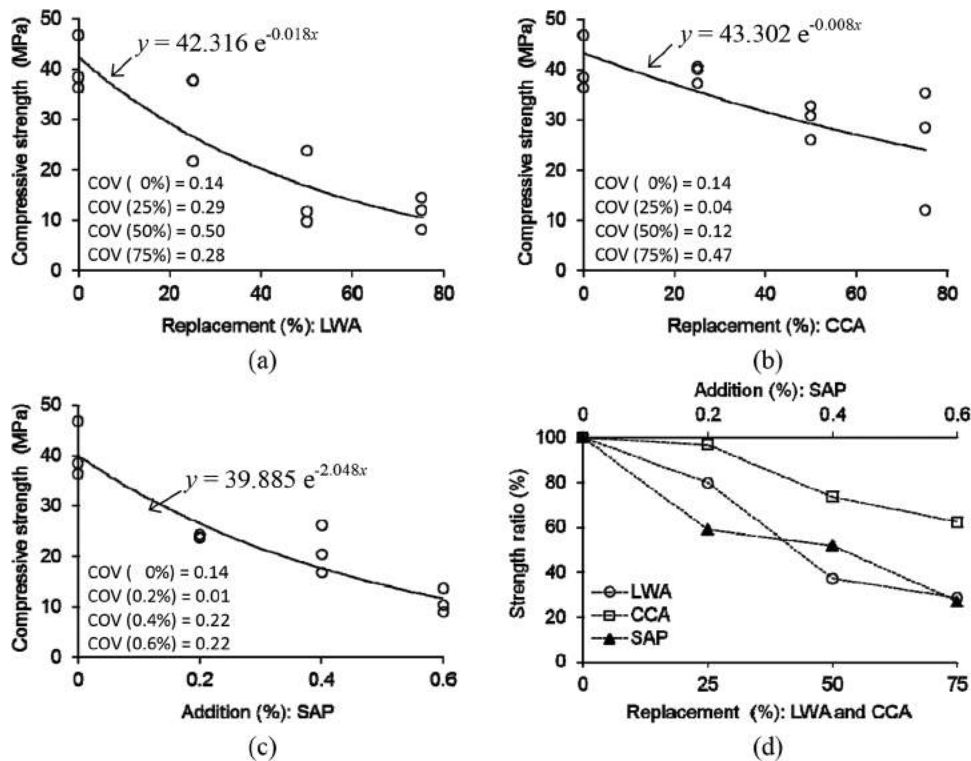 50
40
30
20
10
0
Compressive strength (MPa)
y = 42.316 e^-0.018x
COV ( 0%) = 0.14
COV (25%) = 0.29
COV (50%) = 0.50
COV (75%) = 0.28
0 20 40 60 80
Replacement (%): LWA
(a)
50
40
30
20
10
0
Compressive strength (MPa)
y = 43.302 e^-0.008x
COV ( 0%) = 0.14
COV (25%) = 0.04
COV (50%) = 0.12
COV (75%) = 0.47
0 20 40 60 80
Replacement (%): CCA
(b)
50
40
30
20
10
0
Compressive strength (MPa)
y = 39.885 e^-2.048x
COV ( 0%) = 0.14
COV (0.2%) = 0.01
COV (0.4%) = 0.22
COV (0.6%) = 0.22
0 0.2 0.4 0.6
Addition (%): SAP
(c)
Addition (%): SAP
0 0.2 0.4 0.6
100
80
60
40
20
0
Strength ratio (%)
LWA
CCA
SAP
0 25 50 75
Replacement (%): LWA and CCA
(d)